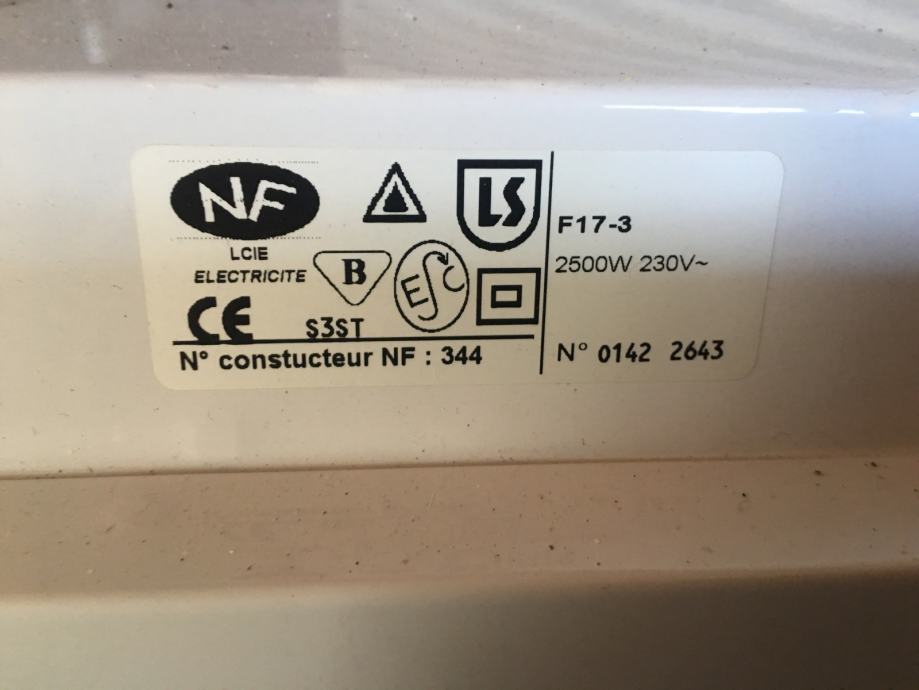 NF
LCIE
ELECTRICITE
LS
B
ESC
CE
S3ST
N° constucteur NF : 344
F17-3
2500W 230V~
N° 0142 2643